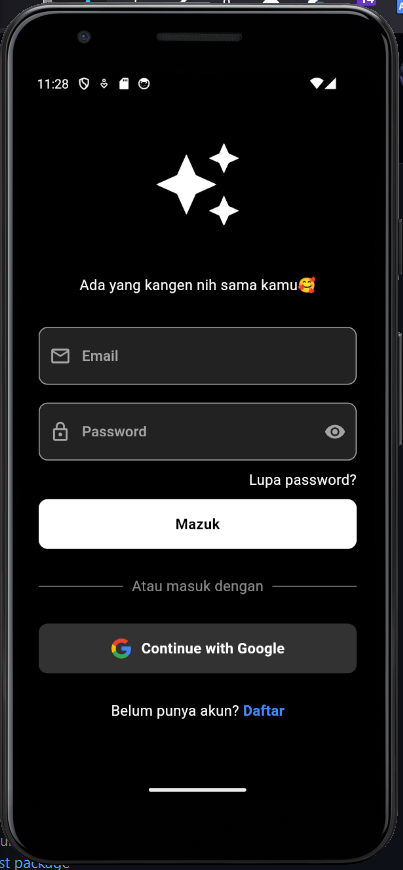 11:28
Ada yang kangen nih sama kamu🥰
Email
Password
Lupa password?
Mazuk
Atau masuk dengan
Continue with Google
Belum punya akun? Daftar
st package